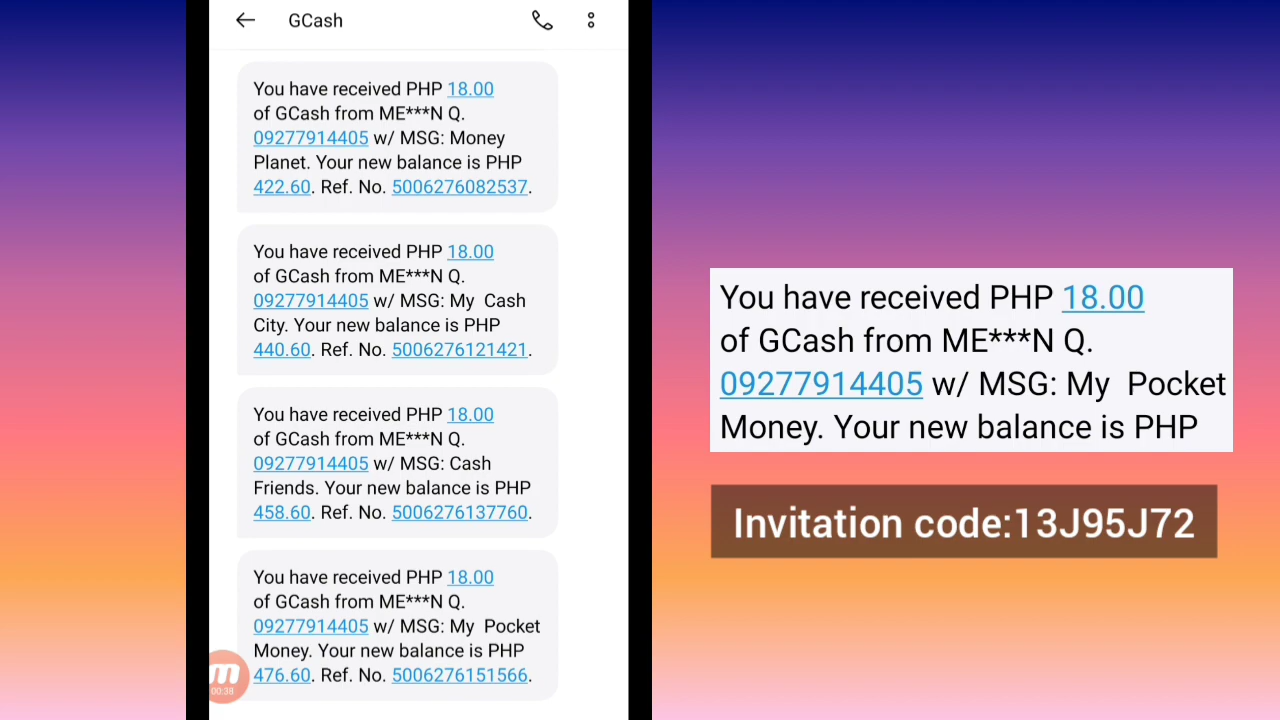 GCash
You have received PHP 18.00
of GCash from ME***N Q.
09277914405 w/ MSG: Money
Planet. Your new balance is PHP
422.60. Ref. No. 5006276082537.
You have received PHP 18.00
of GCash from ME***N Q.
09277914405 w/ MSG: My  Cash
City. Your new balance is PHP
440.60. Ref. No. 5006276121421.
You have received PHP 18.00
of GCash from ME***N Q.
09277914405 w/ MSG: Cash
Friends. Your new balance is PHP
458.60. Ref. No. 5006276137760.
You have received PHP 18.00
of GCash from ME***N Q.
09277914405 w/ MSG: My  Pocket
Money. Your new balance is PHP
476.60. Ref. No. 5006276151566.
00:38
You have received PHP 18.00
of GCash from ME***N Q.
09277914405 w/ MSG: My  Pocket
Money. Your new balance is PHP
Invitation code:13J95J72